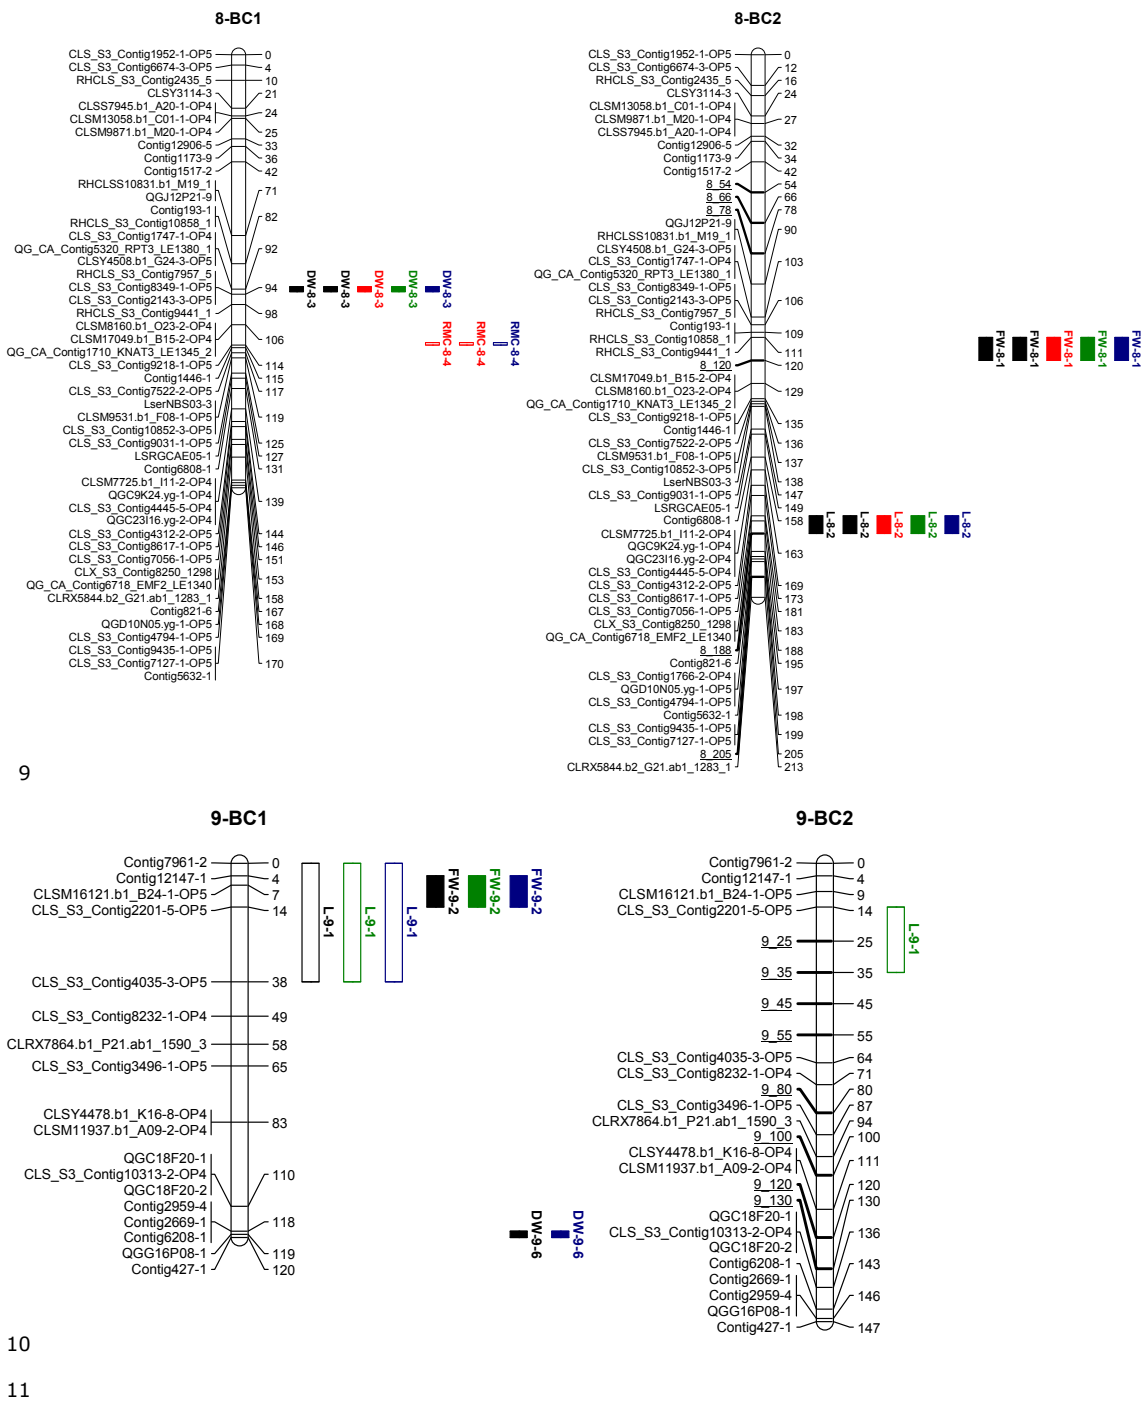 8-BC1
CLS_S3_Contig1952-1-OP5 0
CLS_S3_Contig6674-3-OP5 4
RHCLS_S3_Contig2435_5 10
CLSY3114-3 21
CLSS7945.b1_A20-1-OP4
CLSM13058.b1_C01-1-OP4 24
CLSM9871.b1_M20-1-OP4 25
Contig12906-5 33
Contig1173-9 36
Contig1517-2 42
RHCLSS10831.b1_M19_1
QGJ12P21-9 71
Contig193-1
RHCLS_S3_Contig10858_1 82
CLS_S3_Contig1747-1-OP4
QG_CA_Contig5320_RPT3_LE1380_1 92
CLSY4508.b1_G24-3-OP5
RHCLS_S3_Contig7957_5
CLS_S3_Contig8349-1-OP5 94
CLS_S3_Contig2143-3-OP5
RHCLS_S3_Contig9441_1 98
CLSM8160.b1_O23-2-OP4
CLSM17049.b1_B15-2-OP4 106
QG_CA_Contig1710_KNAT3_LE1345_2
CLS_S3_Contig9218-1-OP5 114
Contig1446-1 115
CLS_S3_Contig7522-2-OP5 117
LserNBS03-3
CLSM9531.b1_F08-1-OP5 119
CLS_S3_Contig10852-3-OP5
CLS_S3_Contig9031-1-OP5 125
LSRGCAE05-1 127
Contig6808-1 131
CLSM7725.b1_I11-2-OP4
QGC9K24.yg-1-OP4 139
CLS_S3_Contig4445-5-OP4
QGC23I16.yg-2-OP4
CLS_S3_Contig4312-2-OP5 144
CLS_S3_Contig8617-1-OP5 146
CLS_S3_Contig7056-1-OP5 151
CLX_S3_Contig8250_1298
QG_CA_Contig6718_EMF2_LE1340 153
CLRX5844.b2_G21.ab1_1283_1 158
Contig821-6 167
QGD10N05.yg-1-OP5 168
CLS_S3_Contig4794-1-OP5 169
CLS_S3_Contig9435-1-OP5
CLS_S3_Contig7127-1-OP5 170
Contig5632-1
DW-8-3 DW-8-3 DW-8-3 DW-8-3 DW-8-3
RMC-8-4 RMC-8-4 RMC-8-4
8-BC2
CLS_S3_Contig1952-1-OP5 0
CLS_S3_Contig6674-3-OP5 12
RHCLS_S3_Contig2435_5 16
CLSY3114-3 24
CLSM13058.b1_C01-1-OP4
CLSM9871.b1_M20-1-OP4 27
CLSS7945.b1_A20-1-OP4
Contig12906-5 32
Contig1173-9 34
Contig1517-2 42
8_54 54
8_66 66
8_78 78
QGJ12P21-9
RHCLSS10831.b1_M19_1 90
CLSY4508.b1_G24-3-OP5
CLS_S3_Contig1747-1-OP4 103
QG_CA_Contig5320_RPT3_LE1380_1
CLS_S3_Contig8349-1-OP5
CLS_S3_Contig2143-3-OP5 106
RHCLS_S3_Contig7957_5
Contig193-1
RHCLS_S3_Contig10858_1 109
RHCLS_S3_Contig9441_1 111
8_120 120
CLSM17049.b1_B15-2-OP4
CLSM8160.b1_O23-2-OP4 129
QG_CA_Contig1710_KNAT3_LE1345_2
CLS_S3_Contig9218-1-OP5 135
Contig1446-1
CLS_S3_Contig7522-2-OP5 136
CLSM9531.b1_F08-1-OP5
CLS_S3_Contig10852-3-OP5 137
LserNBS03-3 138
CLS_S3_Contig9031-1-OP5 147
LSRGCAE05-1 149
Contig6808-1 158
CLSM7725.b1_I11-2-OP4
QGC9K24.yg-1-OP4 163
QGC23I16.yg-2-OP4
CLS_S3_Contig4445-5-OP4
CLS_S3_Contig4312-2-OP5 169
CLS_S3_Contig8617-1-OP5 173
CLS_S3_Contig7056-1-OP5 181
CLX_S3_Contig8250_1298
QG_CA_Contig6718_EMF2_LE1340 183
8_188 188
Contig821-6 195
CLS_S3_Contig1766-2-OP4
QGD10N05.yg-1-OP5 197
CLS_S3_Contig4794-1-OP5
Contig5632-1 198
CLS_S3_Contig9435-1-OP5
CLS_S3_Contig7127-1-OP5 199
8_205 205
CLRX5844.b2_G21.ab1_1283_1 213
FW-8-1 FW-8-1 FW-8-1 FW-8-1 FW-8-1
L-8-2 L-8-2 L-8-2 L-8-2 L-8-2
9
9-BC1
Contig7961-2 0
Contig12147-1 4
CLSM16121.b1_B24-1-OP5 7
CLS_S3_Contig2201-5-OP5 14
CLS_S3_Contig4035-3-OP5 38
CLS_S3_Contig8232-1-OP4 49
CLRX7864.b1_P21.ab1_1590_3 58
CLS_S3_Contig3496-1-OP5 65
CLSY4478.b1_K16-8-OP4
CLSM11937.b1_A09-2-OP4 83
QGC18F20-1
CLS_S3_Contig10313-2-OP4 110
QGC18F20-2
Contig2959-4
Contig2669-1 118
Contig6208-1
QGG16P08-1 119
Contig427-1 120
L-9-1 L-9-1 L-9-1
FW-9-2 FW-9-2 FW-9-2
DW-9-6 DW-9-6
9-BC2
Contig7961-2 0
Contig12147-1 4
CLSM16121.b1_B24-1-OP5 9
CLS_S3_Contig2201-5-OP5 14
9_25 25
9_35 35
9_45 45
9_55 55
CLS_S3_Contig4035-3-OP5 64
CLS_S3_Contig8232-1-OP4 71
9_80 80
CLS_S3_Contig3496-1-OP5 87
CLRX7864.b1_P21.ab1_1590_3 94
9_100 100
CLSY4478.b1_K16-8-OP4
CLSM11937.b1_A09-2-OP4 111
9_120 120
9_130 130
QGC18F20-1
CLS_S3_Contig10313-2-OP4 136
QGC18F20-2
Contig6208-1 143
Contig2669-1
Contig2959-4 146
QGG16P08-1
Contig427-1 147
L-9-1
10
11